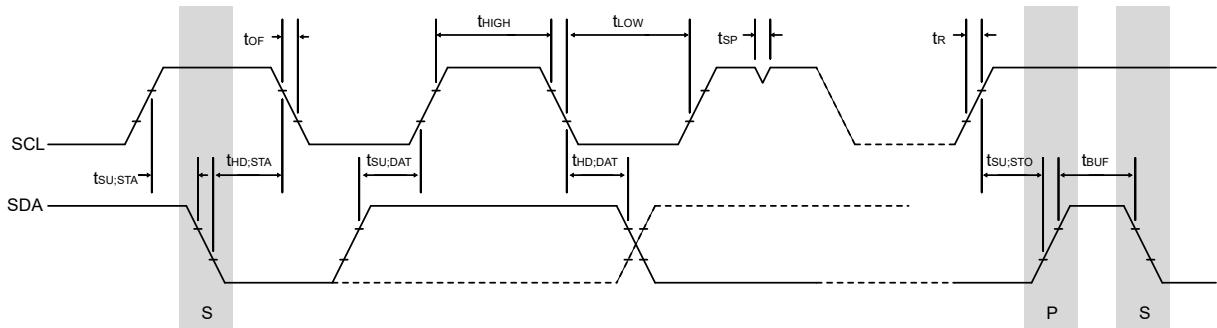 tOF
tHIGH
tLOW
tSP
tR
SCL
tSU;STA
tHD;STA
tSU;DAT
tHD;DAT
tSU;STO
tBUF
SDA
S
P
S